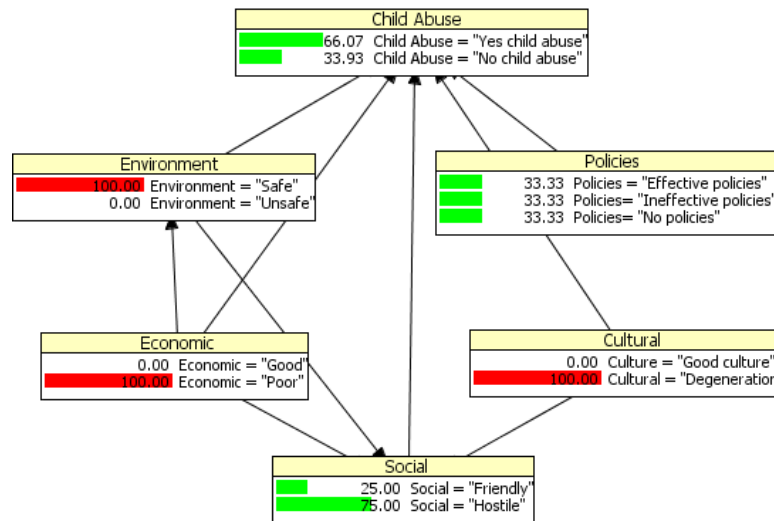 Child Abuse
66.07 Child Abuse = "Yes child abuse"
33.93 Child Abuse = "No child abuse"
Environment
100.00 Environment = "Safe"
0.00 Environment = "Unsafe"
Policies
33.33 Policies = "Effective policies"
33.33 Policies= "Ineffective policies"
33.33 Policies = "No policies"
Economic
0.00 Economic = "Good"
100.00 Economic = "Poor"
Cultural
0.00 Culture = "Good culture"
100.00 Cultural = "Degeneration
Social
25.00 Social = "Friendly"
75.00 Social = "Hostile"